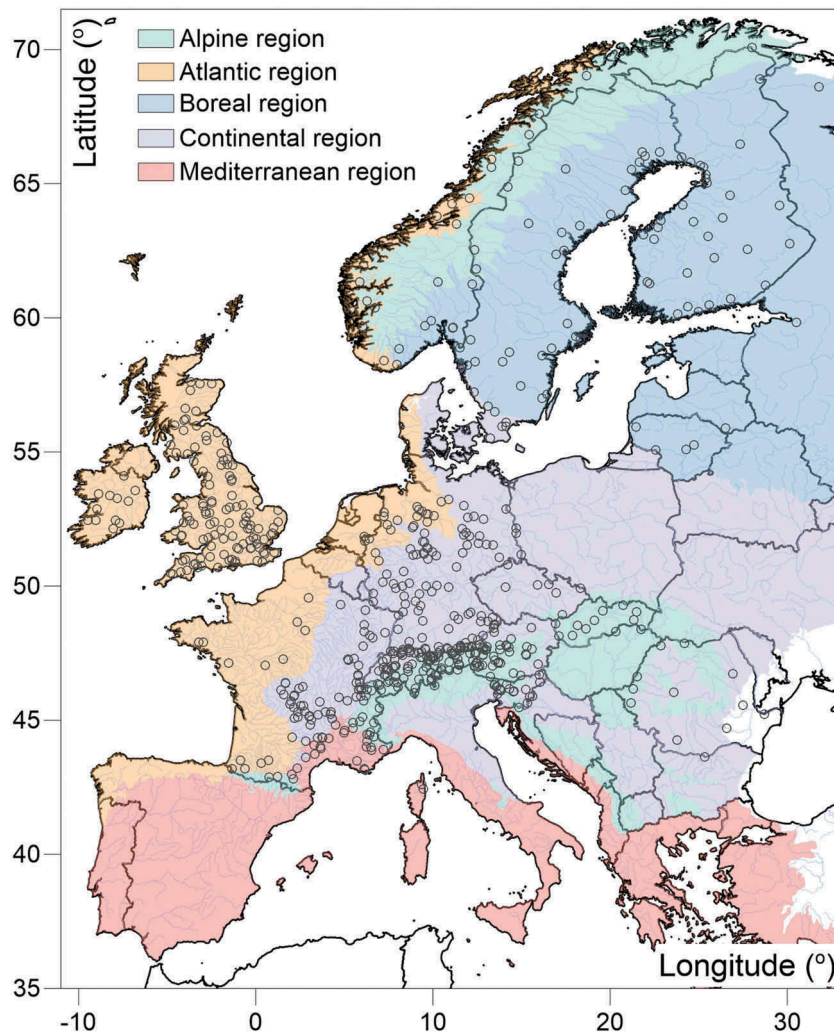 70
65
60
55
50
45
40
35
Latitude (°)
Alpine region
Atlantic region
Boreal region
Continental region
Mediterranean region
Longitude (°)
-10
0
10
20
30